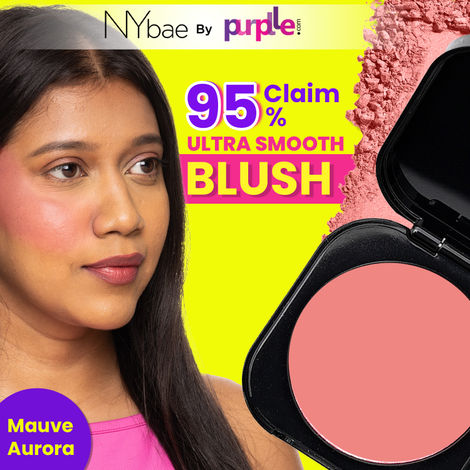 NYbae By purplle.com
95% Claim
ULTRA SMOOTH
BLUSH
Mauve
Aurora